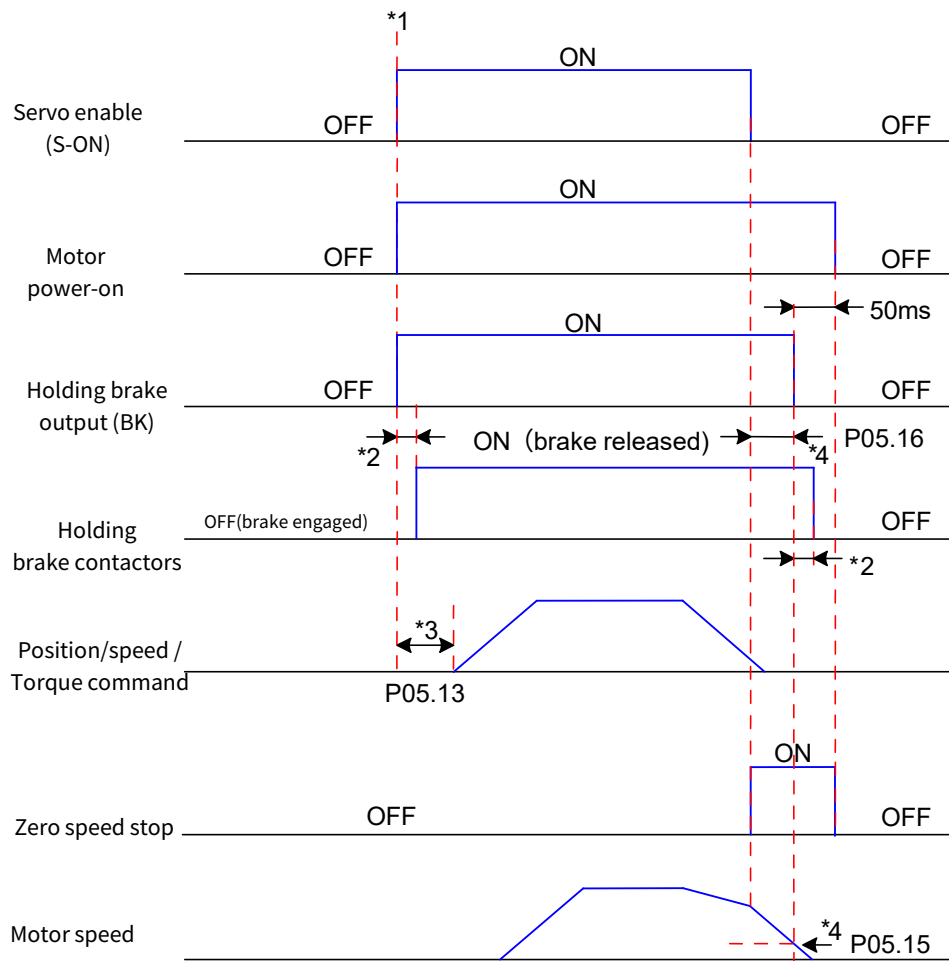 *1
ON
Servo enable
(S-ON)
OFF
OFF
ON
Motor
power-on
OFF
OFF
50ms
ON
Holding brake
output (BK)
OFF
OFF
*2
ON（brake released)
*4
P05.16
Holding
brake contactors
OFF(brake engaged)
OFF
*2
*3
Position/speed /
Torque command
P05.13
ON
Zero speed stop
OFF
OFF
Motor speed
*4
P05.15